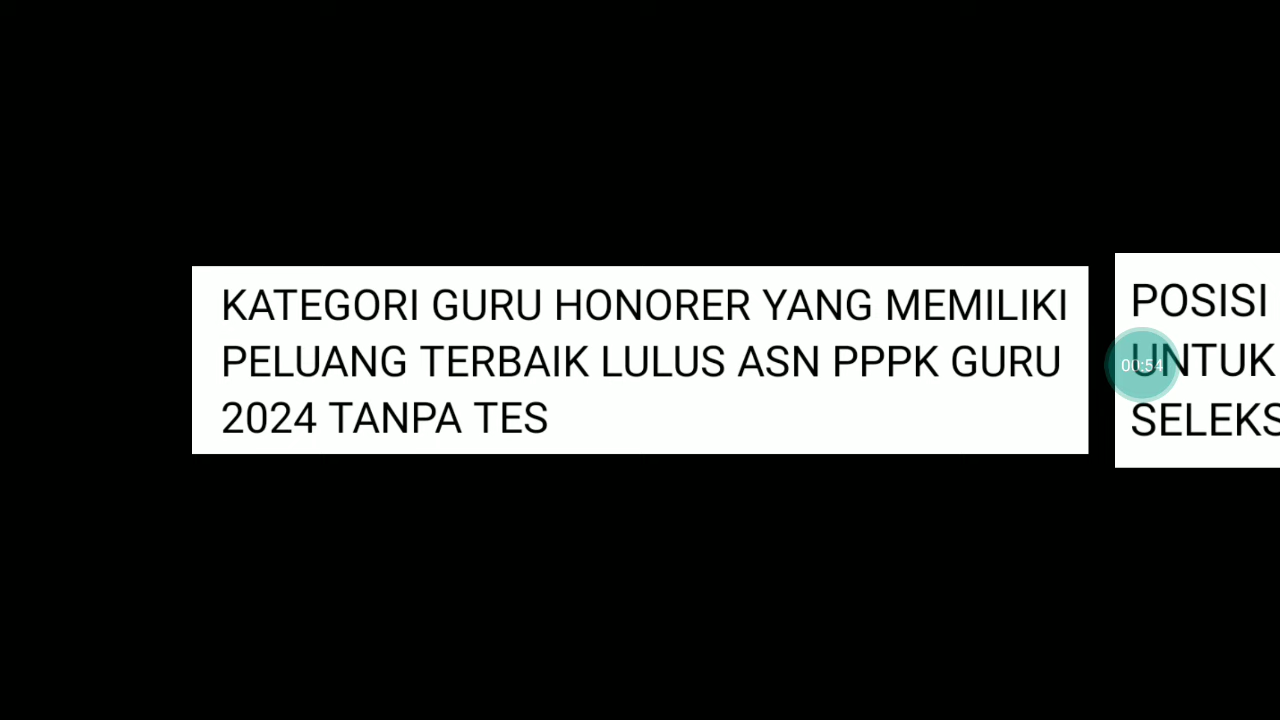 KATEGORI GURU HONORER YANG MEMILIKI
PELUANG TERBAIK LULUS ASN PPPK GURU
2024 TANPA TES
POSISI
UNTUK
00:54